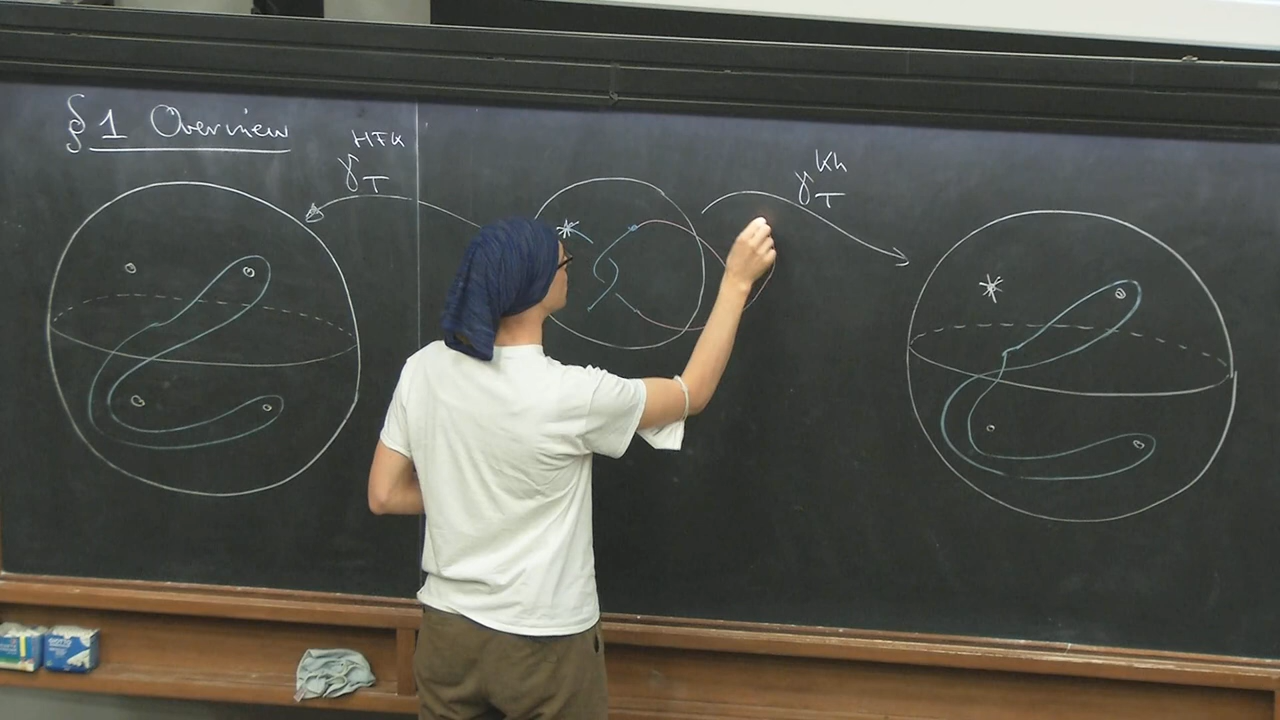 § 1 Overview
HFK
γ T
Kh
γ T